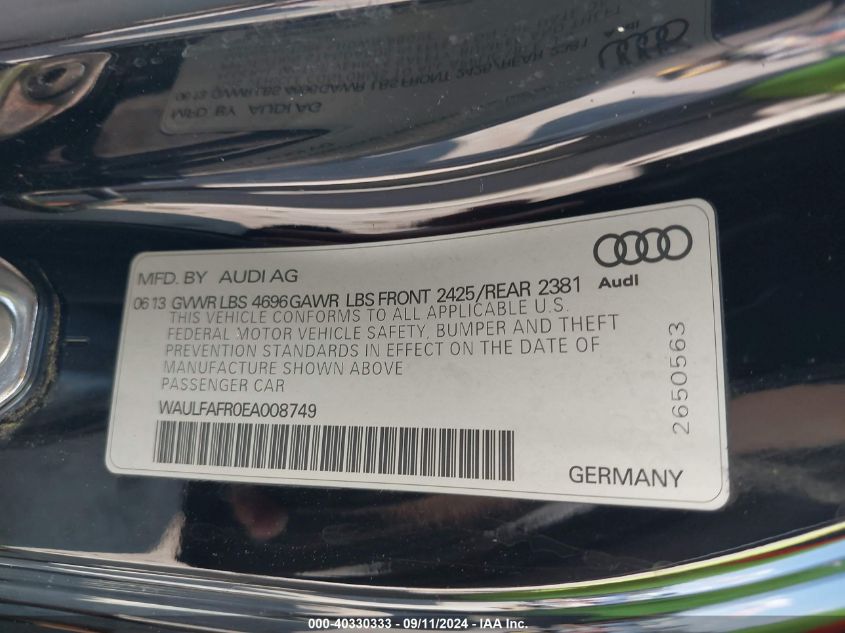 MFD. BY AUDI AG
Audi
06 13 GVWR LBS 4696 GAWR LBS FRONT 2425/REAR 2381
THIS VEHICLE CONFORMS TO ALL APPLICABLE U.S.
FEDERAL MOTOR VEHICLE SAFETY, BUMPER AND THEFT
PREVENTION STANDARDS IN EFFECT ON THE DATE OF
MANUFACTURE SHOWN ABOVE
PASSENGER CAR
WAULFAFR0EA008749
2650563
GERMANY
000-40330333 - 09/11/2024 - IAA Inc.